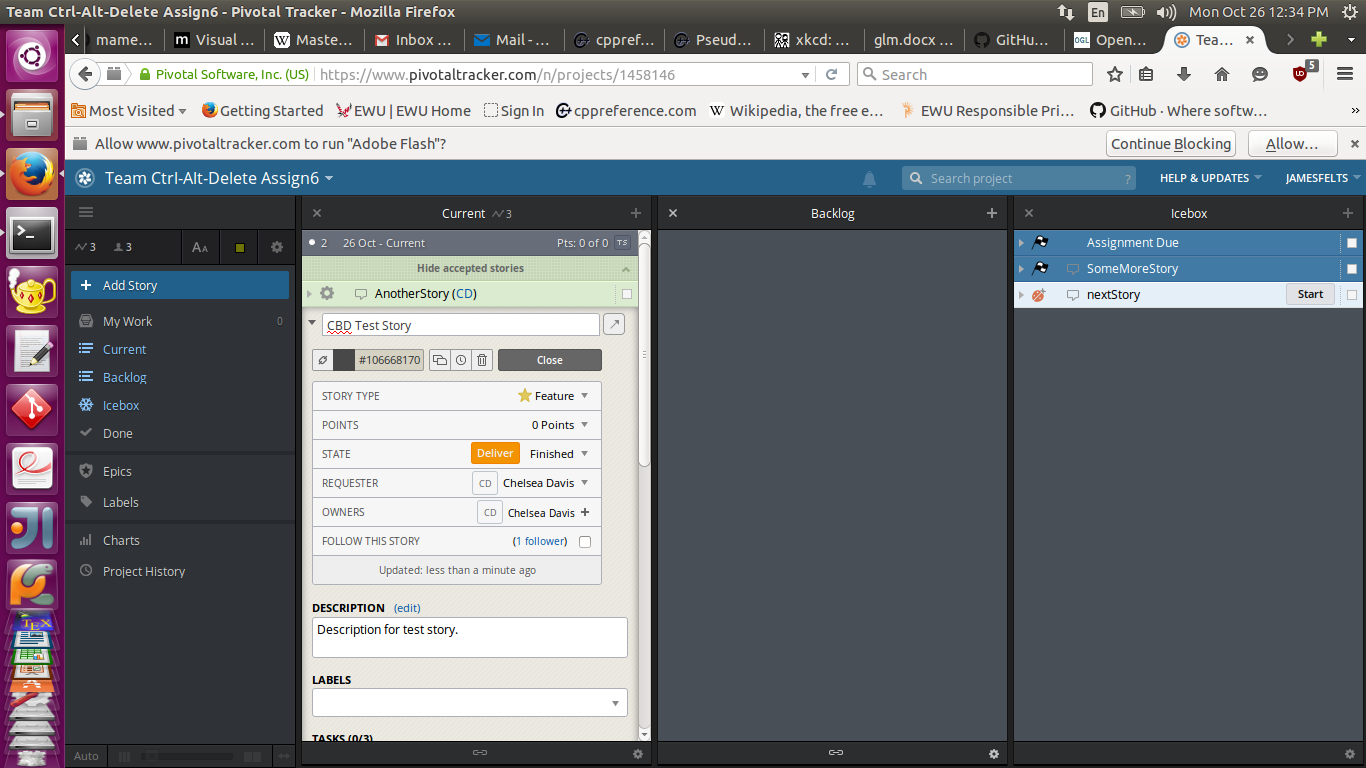 Team Ctrl-Alt-Delete Assign6 - Pivotal Tracker - Mozilla Firefox
En
Mon Oct 26 12:34 PM
mame…
Visual …
Maste…
Inbox …
Mail - …
cppref…
Pseud…
xkcd: …
glm.docx …
GitHu…
Open…
Tea…
Pivotal Software, Inc. (US)
https://www.pivotaltracker.com/n/projects/1458146
Search
5
Most Visited
Getting Started
EWU | EWU Home
Sign In
cppreference.com
Wikipedia, the free e…
EWU Responsible Pri…
GitHub · Where softw…
Allow www.pivotaltracker.com to run "Adobe Flash"?
Continue Blocking
Allow…
Team Ctrl-Alt-Delete Assign6
Search project
?
HELP & UPDATES
JAMESFELTS
3
3
AA
Add Story
My Work
0
Current
Backlog
Icebox
Done
Epics
Labels
Charts
Project History
Auto
Current
3
2
26 Oct - Current
Pts: 0 of 0
TS
Hide accepted stories
AnotherStory (CD)
CBD Test Story
#106668170
Close
STORY TYPE
Feature
POINTS
0 Points
STATE
Deliver
Finished
REQUESTER
CD
Chelsea Davis
OWNERS
CD
Chelsea Davis
FOLLOW THIS STORY
(1 follower)
Updated: less than a minute ago
DESCRIPTION (edit)
Description for test story.
LABELS
TASKS (0/3)
Backlog
Icebox
Assignment Due
SomeMoreStory
nextStory
Start